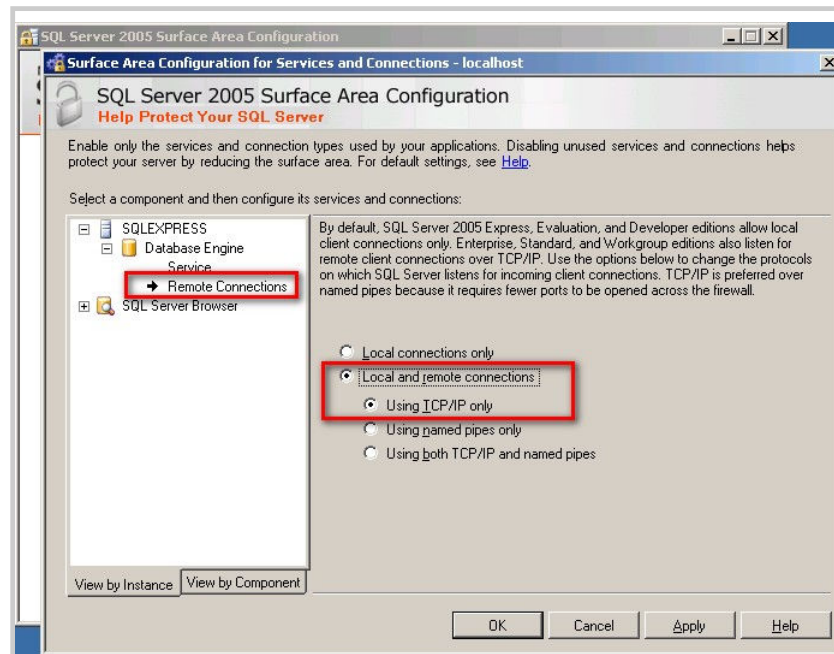 SQL Server 2005 Surface Area Configuration
Surface Area Configuration for Services and Connections - localhost
SQL Server 2005 Surface Area Configuration
Help Protect Your SQL Server
Enable only the services and connection types used by your applications. Disabling unused services and connections helps
protect your server by reducing the surface area. For default settings, see Help.
Select a component and then configure its services and connections:
SQLEXPRESS
Database Engine
Service
Remote Connections
SQL Server Browser
View by Instance
View by Component
By default, SQL Server 2005 Express, Evaluation, and Developer editions allow local
client connections only. Enterprise, Standard, and Workgroup editions also listen for
remote client connections over TCP/IP. Use the options below to change the protocols
on which SQL Server listens for incoming client connections. TCP/IP is preferred over
named pipes because it requires fewer ports to be opened across the firewall.
Local connections only
Local and remote connections
Using TCP/IP only
Using named pipes only
Using both TCP/IP and named pipes
OK
Cancel
Apply
Help